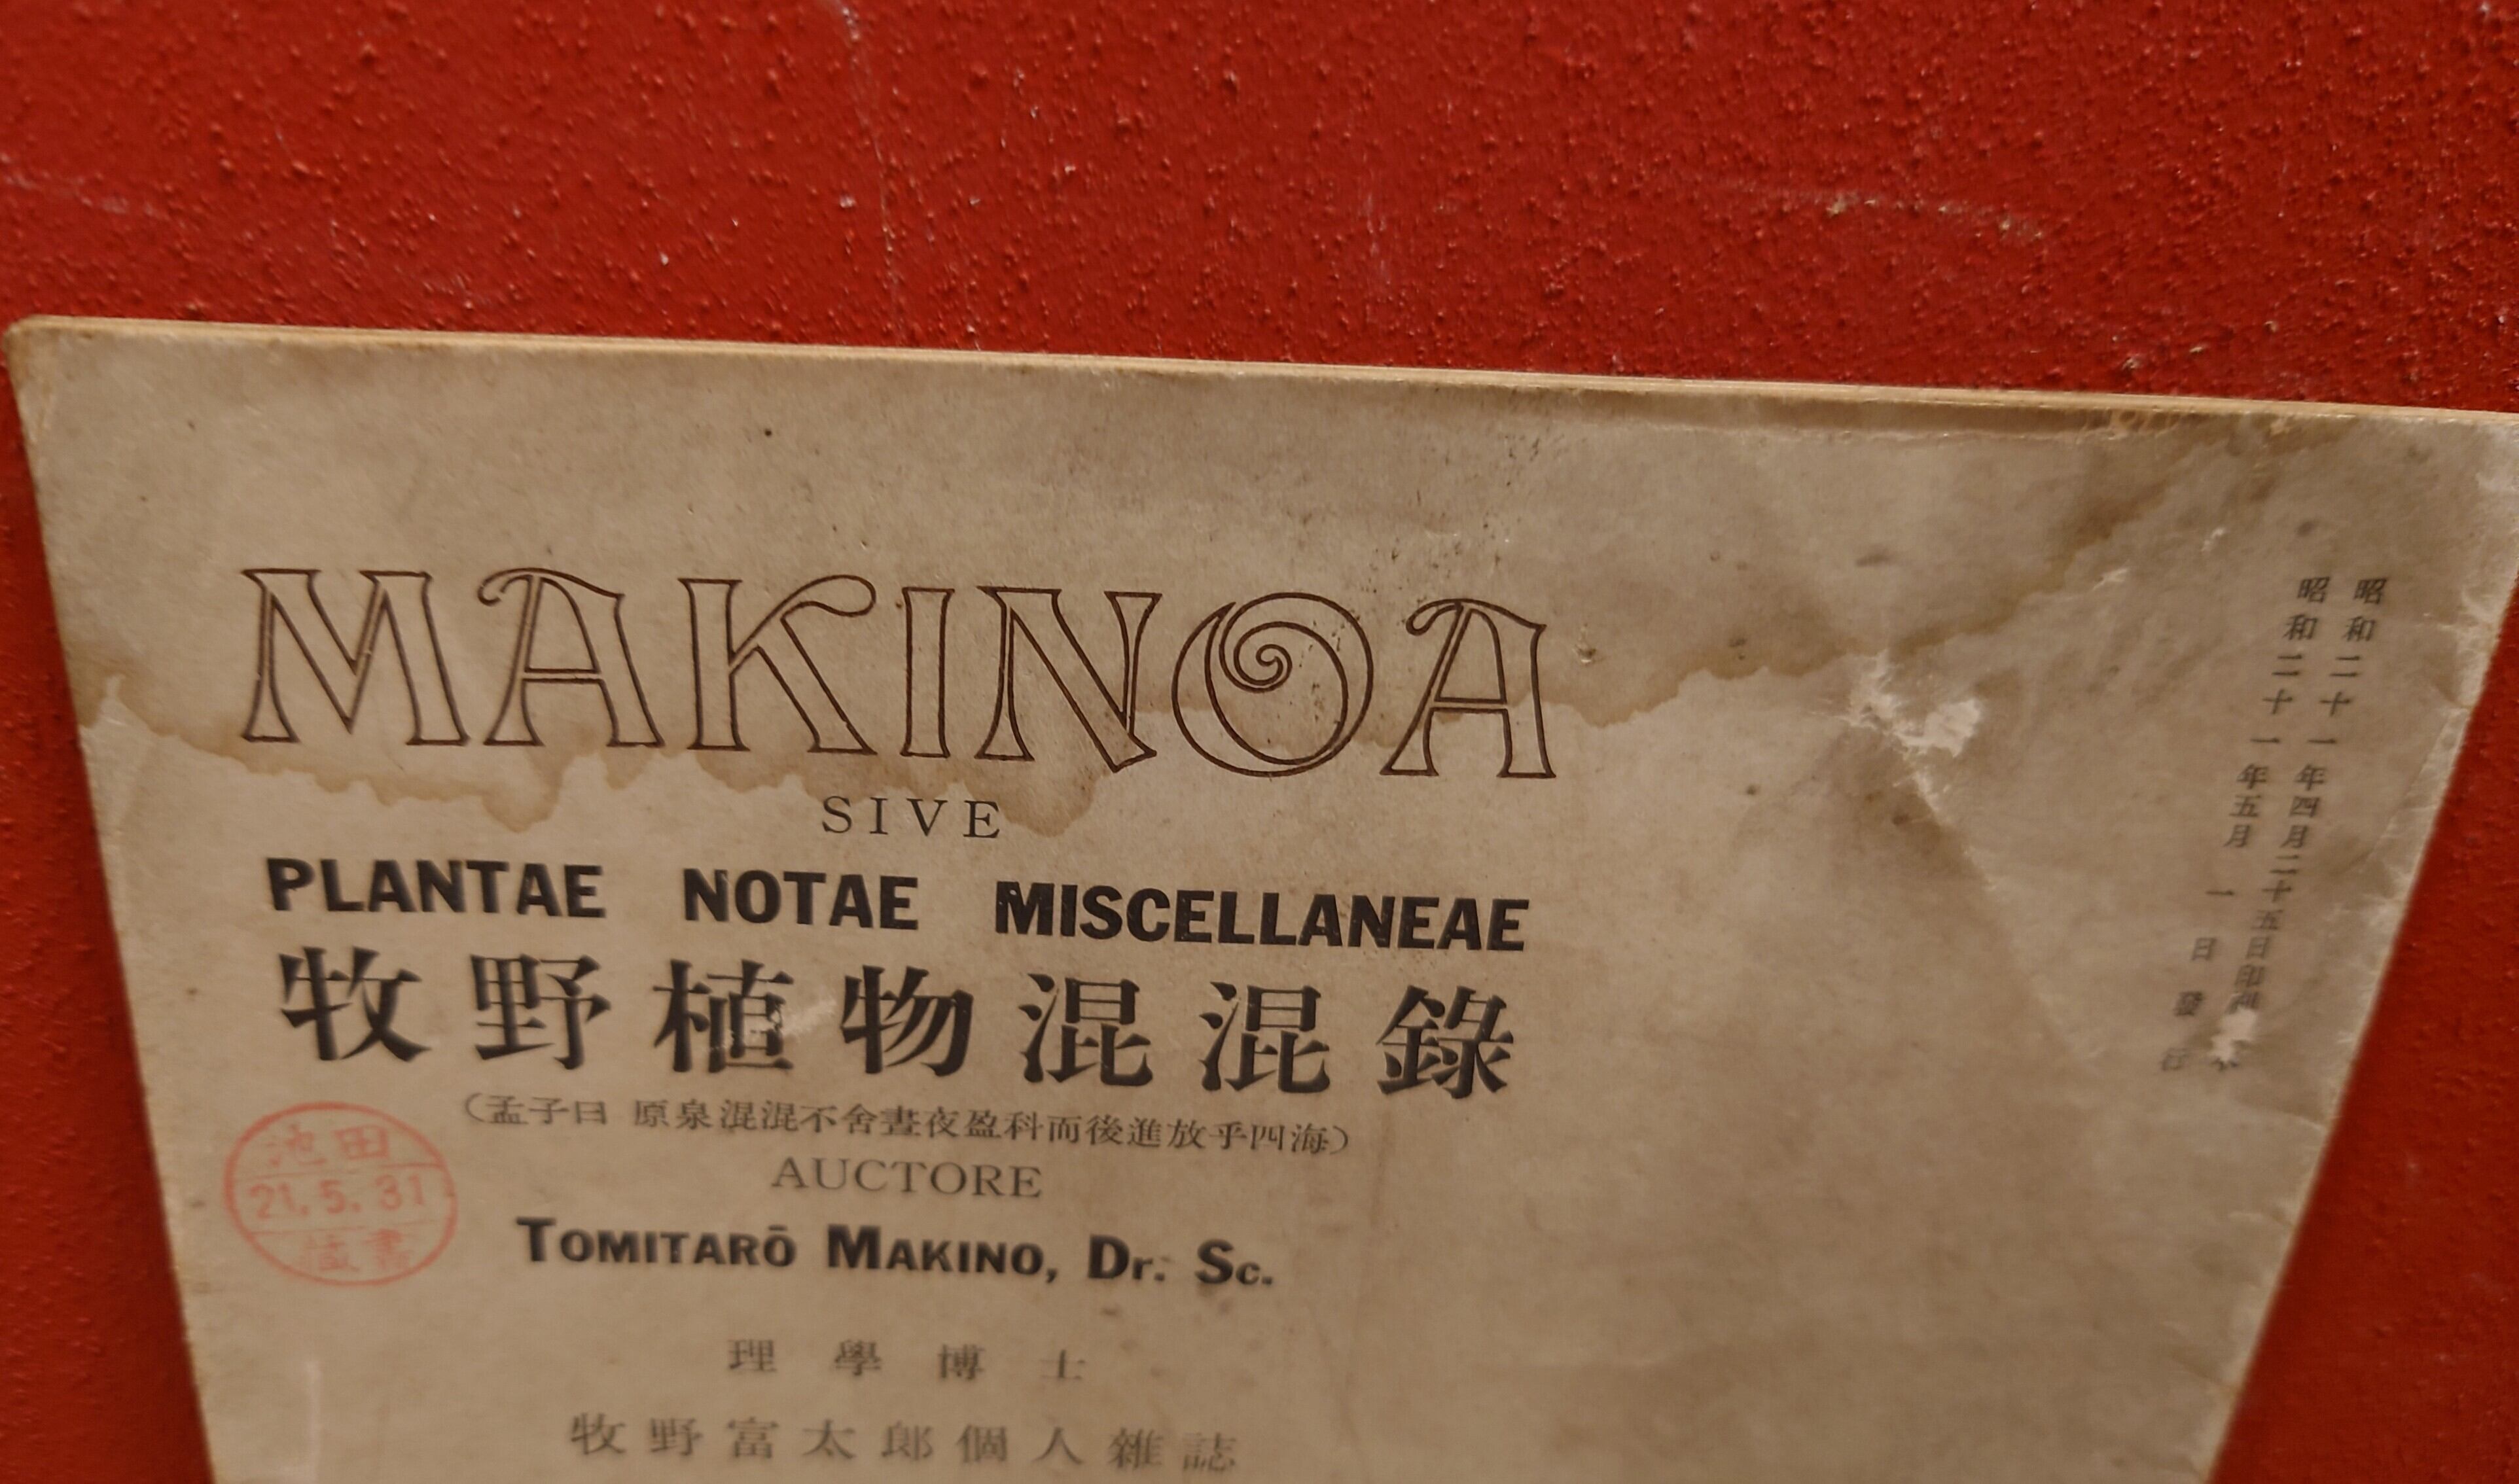 MAKINOA
SIVE
PLANTAE NOTAE MISCELLANEAE
牧野植物混混錄
(孟子曰 原泉混混不舍晝夜盈科而後進放乎四海)
AUCTORE
TOMITARŌ MAKINO, Dr. Sc.
理學博士
牧野富太郎個人雜誌
昭和二十一年四月二十五日印刷
昭和二十一年五月一日發行
池田
21.5.31
藏書